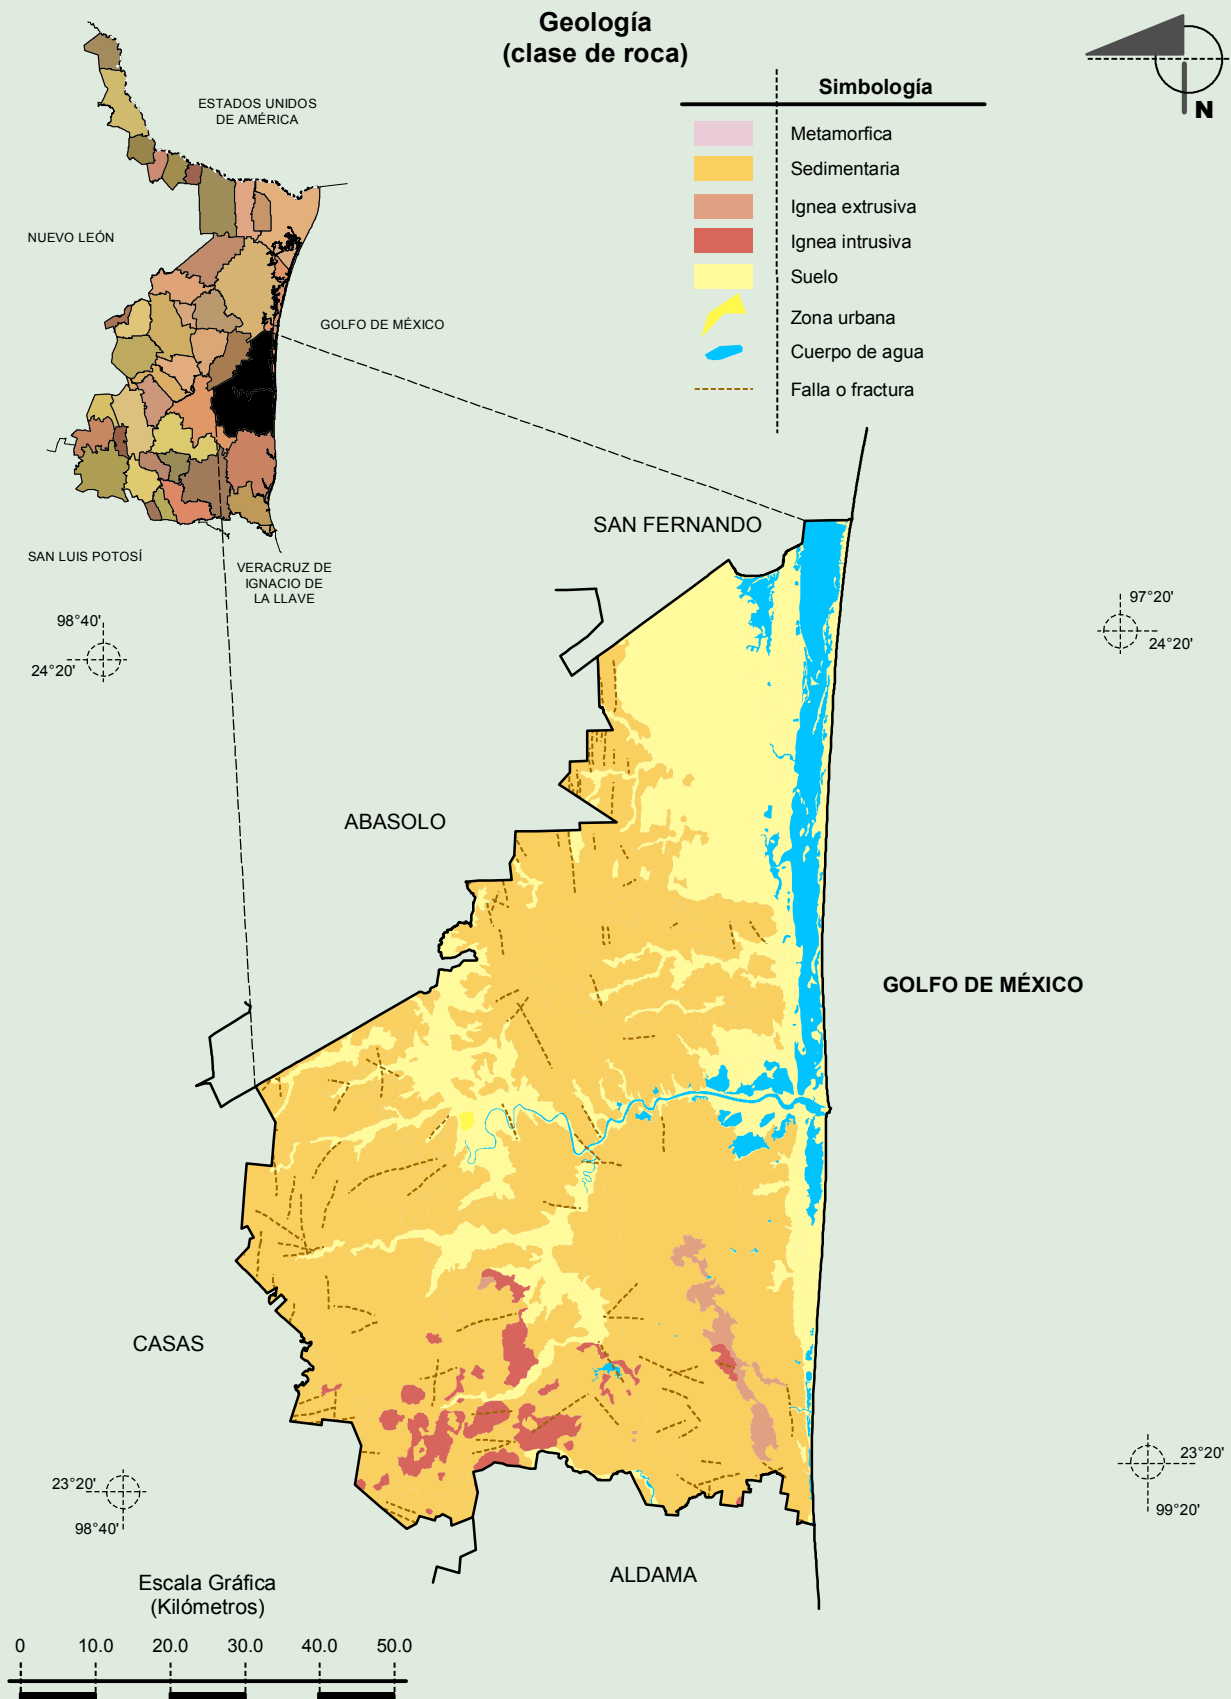 Geología
(clase de roca)
N
Simbología
Metamorfica
Sedimentaria
Ignea extrusiva
Ignea intrusiva
Suelo
Zona urbana
Cuerpo de agua
Falla o fractura
ESTADOS UNIDOS
DE AMÉRICA
NUEVO LEÓN
GOLFO DE MÉXICO
SAN LUIS POTOSÍ
VERACRUZ DE
IGNACIO DE
LA LLAVE
SAN FERNANDO
98°40'
24°20'
97°20'
24°20'
ABASOLO
GOLFO DE MÉXICO
CASAS
23°20'
98°40'
23°20'
99°20'
ALDAMA
Escala Gráfica
(Kilómetros)
0 10.0 20.0 30.0 40.0 50.0